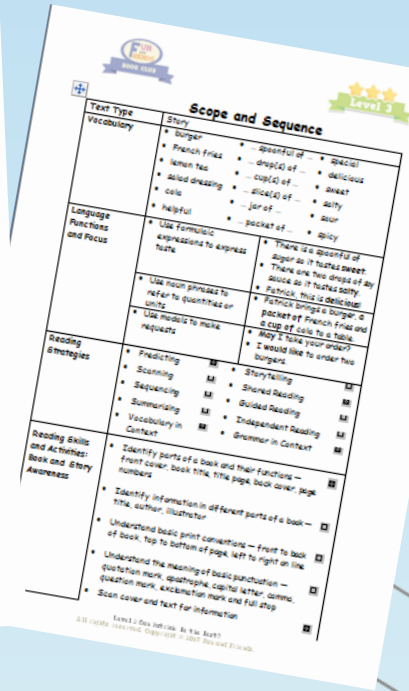 FUN
FRIENDS
BOOK CLUB
Level 3
Scope and Sequence
Text Type
Story
Vocabulary
• burger
• French fries
• lemon tea
• salad dressing
• cola
• helpful
• ... spoonful of ...
• ... drop(s) of ...
• ... cup(s) of ...
• ... slice(s) of ...
• ... jar of ...
• ... packet of ...
• special
• delicious
• sweet
• salty
• sour
• spicy
Language
Functions
and Focus
• Use formulaic
expressions to express
taste
• There is a spoonful of
sugar so it tastes sweet.
• There are two drops of soy
sauce so it tastes salty.
• Patrick, this is delicious!
• Use noun phrases to
refer to quantities or
units
• Patrick brings a burger, a
packet of French fries and
a cup of cola to a table.
• Use modals to make
requests
• May I take your order?
• I would like to order two
burgers.
Reading
Strategies
• Predicting
• Scanning
• Sequencing
• Summarising
• Vocabulary in
Context
• Storytelling
• Shared Reading
• Guided Reading
• Independent Reading
• Grammar in Context
Reading Skills
and Activities:
Book and Story
Awareness
• Identify parts of a book and their functions —
front cover, book title, title page, back cover, page
numbers
• Identify information in different parts of a book —
title, author, illustrator
• Understand basic print conventions — front to back
of book, top to bottom of page, left to right on line
• Understand the meaning of basic punctuation —
quotation mark, apostrophe, capital letter, comma,
question mark, exclamation mark and full stop
• Scan cover and text for information
All rights reserved. Copyright © and Friends.